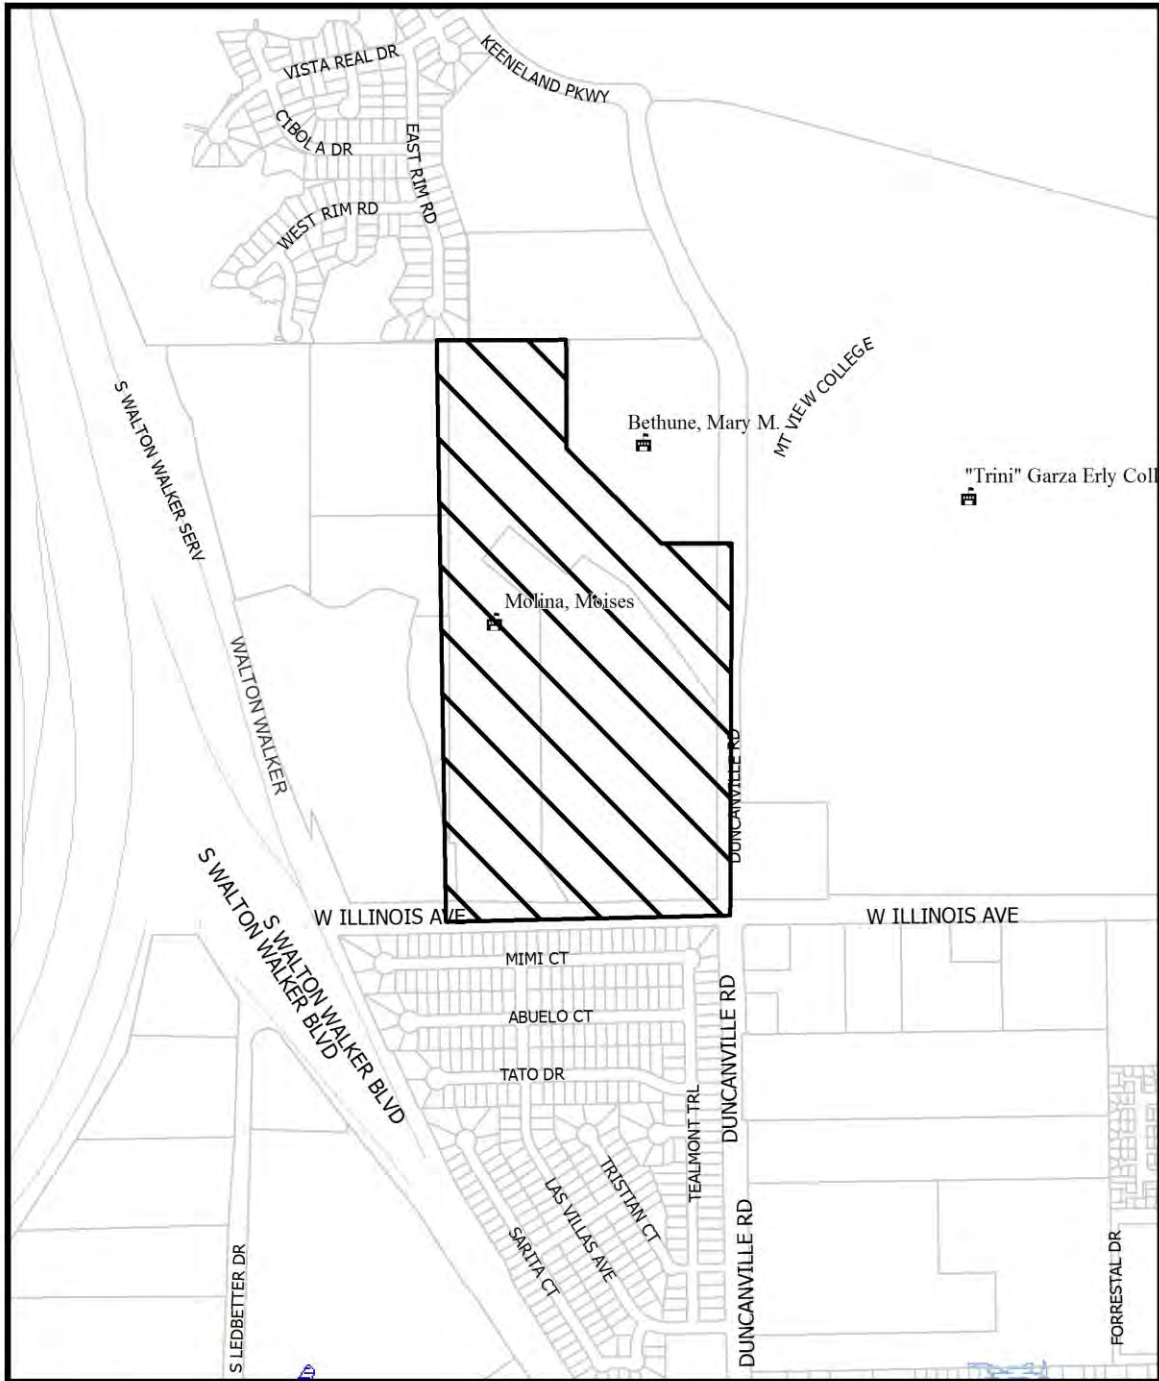 KEENELAND PKWY
VISTA REAL DR
CIBOLA DR
EAST RIM RD
WEST RIM RD
MT VIEW COLLEGE
S WALTON WALKER SERV
Bethune, Mary M.
"Trini" Garza Erly Coll
Molina, Moises
WALTON WALKER
DUNCANVILLE RD
S WALTON WALKER BLVD
S WALTON WALKER BLVD
W ILLINOIS AVE
W ILLINOIS AVE
MIMI CT
ABUELO CT
DUNCANVILLE RD
TATO DR
TEALMONT TRL
TRISTIAN CT
LAS VILLAS AVE
SARITA CT
DUNCANVILLE RD
S LEDBETTER DR
FORRESTAL DR